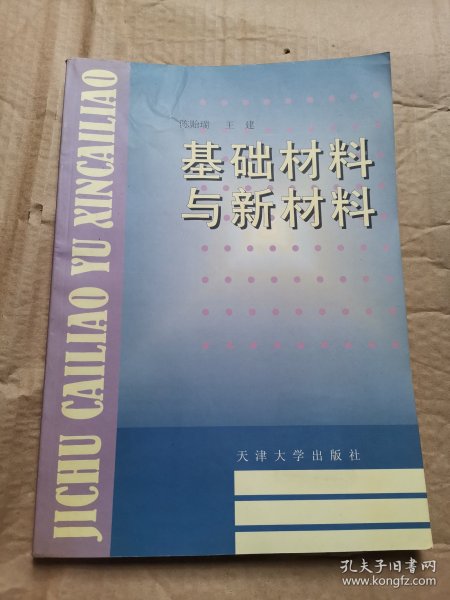 陈贻瑞 王建
基础材料
与新材料
JICHU CAILIAO YU XINCAILIAO
天津大学出版社
孔夫子旧书网
www.kongfz.com